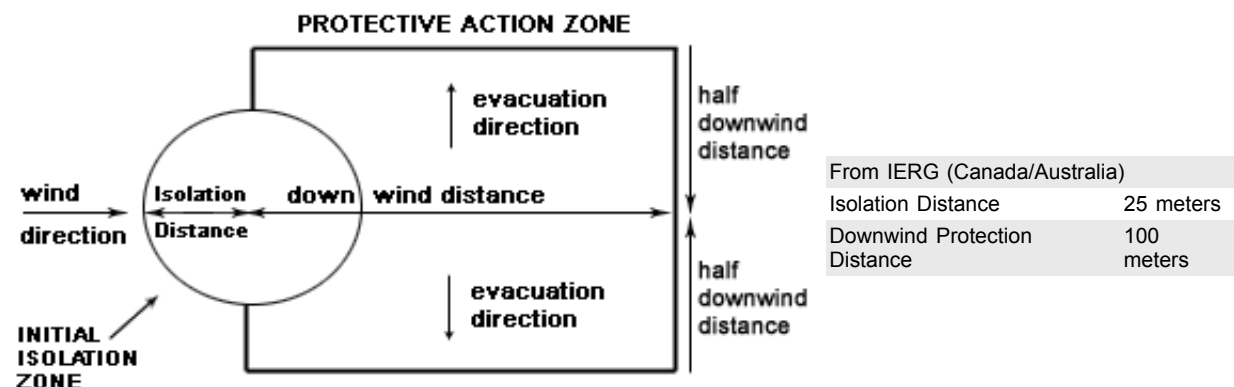 PROTECTIVE ACTION ZONE
evacuation
direction
half
downwind
distance
wind
direction
Isolation
Distance
down wind distance
evacuation
direction
half
downwind
distance
INITIAL
ISOLATION
ZONE
From IERG (Canada/Australia)
Isolation Distance 25 meters
Downwind Protection 100
Distance meters